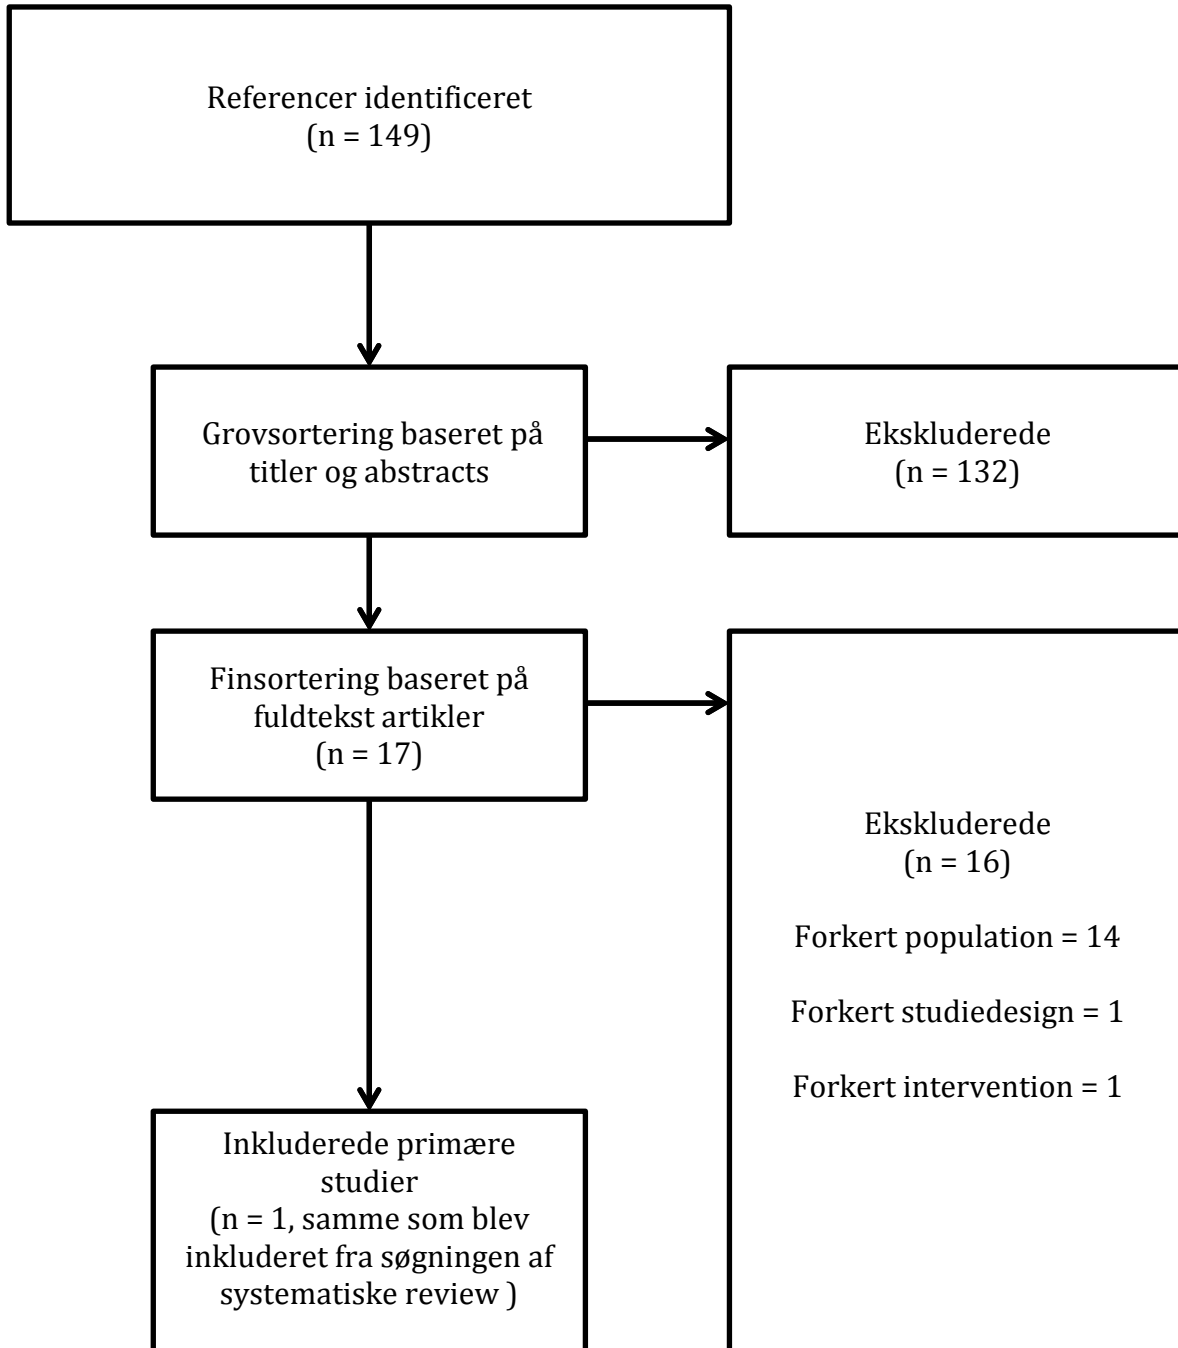 Referencer identificeret
(n = 149)
Grovsortering baseret på
titler og abstracts
Ekskluderede
(n = 132)
Finsortering baseret på
fuldtekst artikler
(n = 17)
Ekskluderede
(n = 16)
Forkert population = 14
Forkert studiedesign = 1
Forkert intervention = 1
Inkluderede primære
studier
(n = 1, samme som blev
inkluderet fra søgningen af
systematiske review )